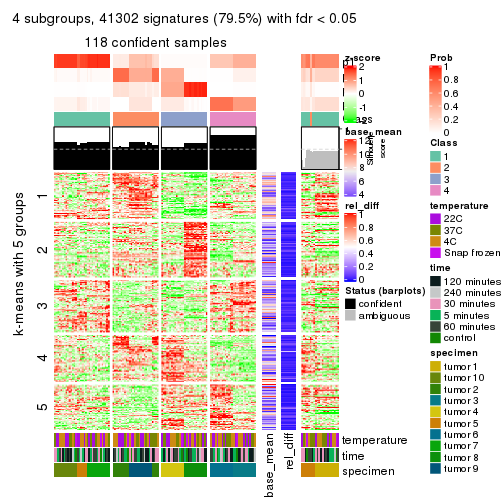 4 subgroups, 41302 signatures (79.5%) with fdr < 0.05
118 confident samples
k-means with 5 groups
1
2
3
4
5
z-score
2
1
0
-1
-2
base_mean
12
10
6
4
rel_diff
1
0.8
0.6
0.4
0.2
0
Status (barplots)
confident
ambiguous
Silhouette
score
Prob
1
0.8
0.6
0.4
0.2
0
Class
1
2
3
4
temperature
22C
37C
4C
Snap frozen
time
120 minutes
240 minutes
30 minutes
5 minutes
60 minutes
control
specimen
tumor 1
tumor 10
tumor 2
tumor 3
tumor 4
tumor 5
tumor 6
tumor 7
tumor 8
tumor 9
temperature
time
specimen
base_mean
rel_diff